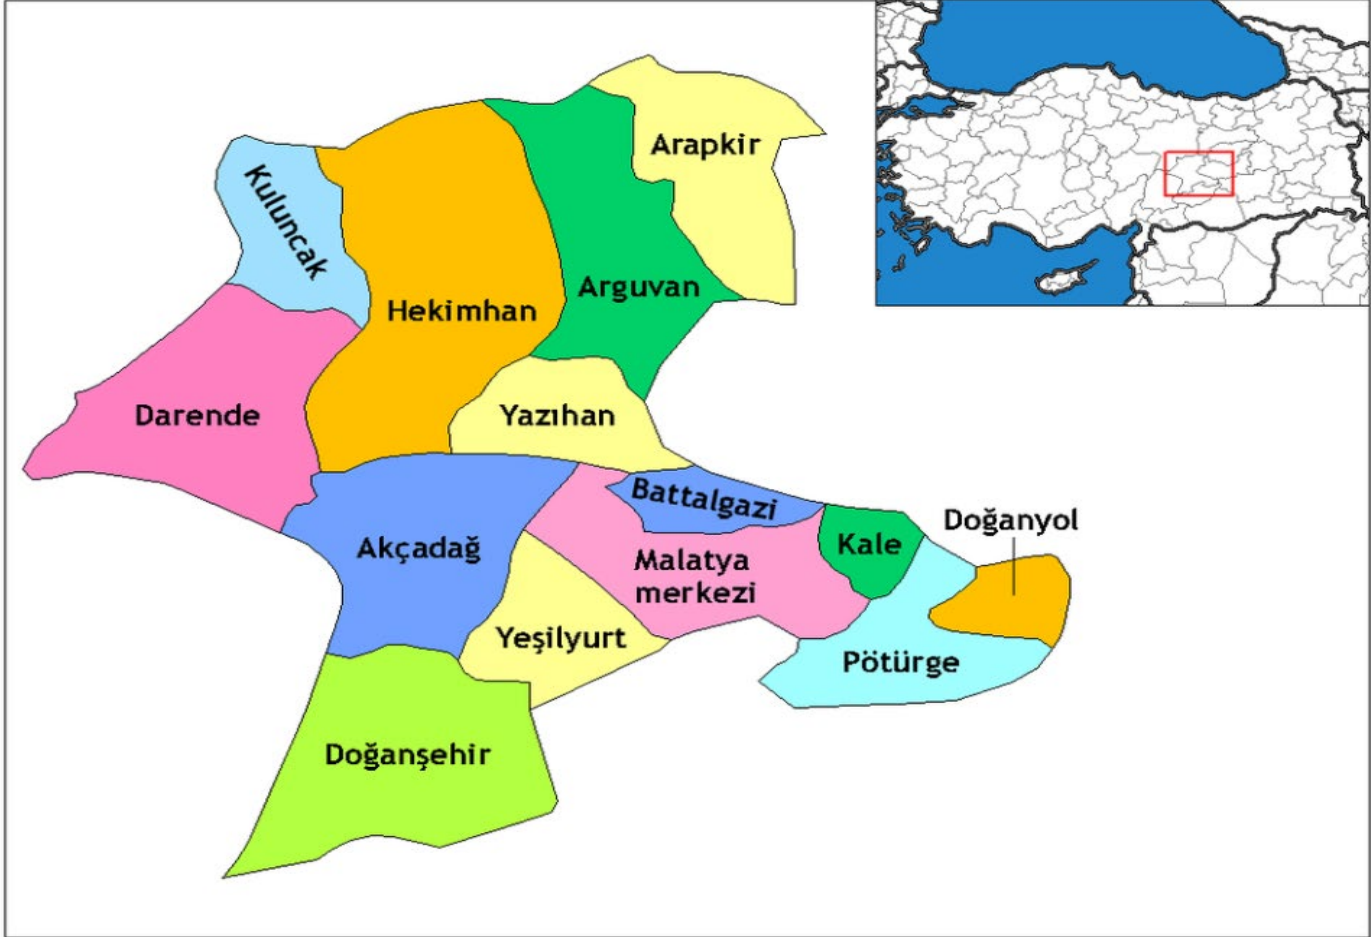 Arapkir
Kuluncak
Arguvan
Hekimhan
Darende
Yazıhan
Battalgazi
Doğanyol
Akçadağ
Kale
Malatya
merkezi
Yeşilyurt
Pötürge
Doğanşehir